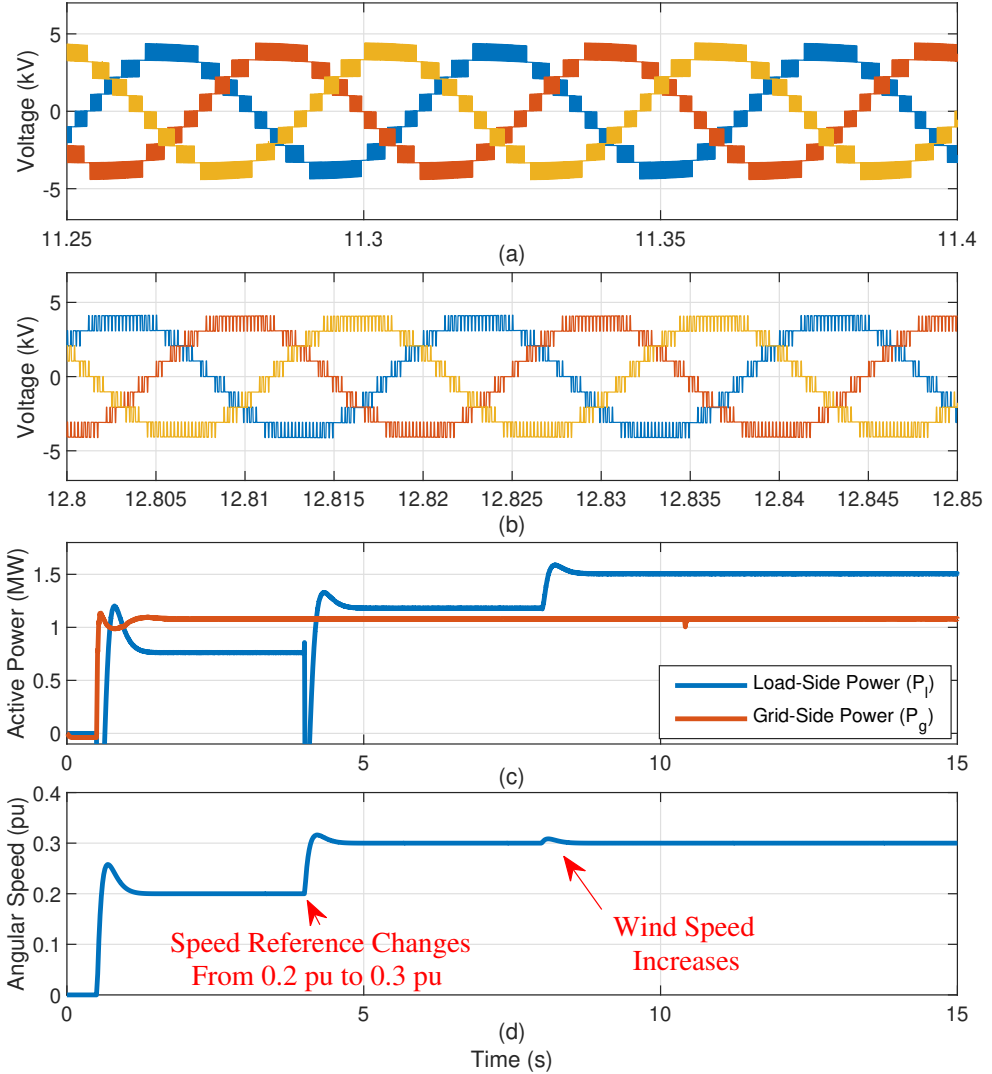 5
0
-5
Voltage (kV)
11.25 11.3 11.35 11.4
(a)
5
0
-5
Voltage (kV)
12.8 12.805 12.81 12.815 12.82 12.825 12.83 12.835 12.84 12.845 12.85
(b)
1.5
1
0.5
0
Active Power (MW)
Load-Side Power (P_l)
Grid-Side Power (P_g)
0 5 10 15
(c)
0.4
0.3
0.2
0.1
0
Angular Speed (pu)
Speed Reference Changes
From 0.2 pu to 0.3 pu
Wind Speed
Increases
0 5 10 15
(d)
Time (s)